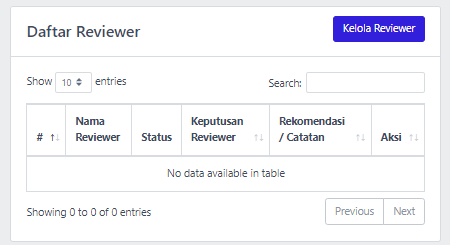 Daftar Reviewer
Kelola Reviewer
Show 10 entries
Search:
# Nama Reviewer Status Keputusan Reviewer Rekomendasi / Catatan Aksi
No data available in table
Showing 0 to 0 of 0 entries
Previous Next